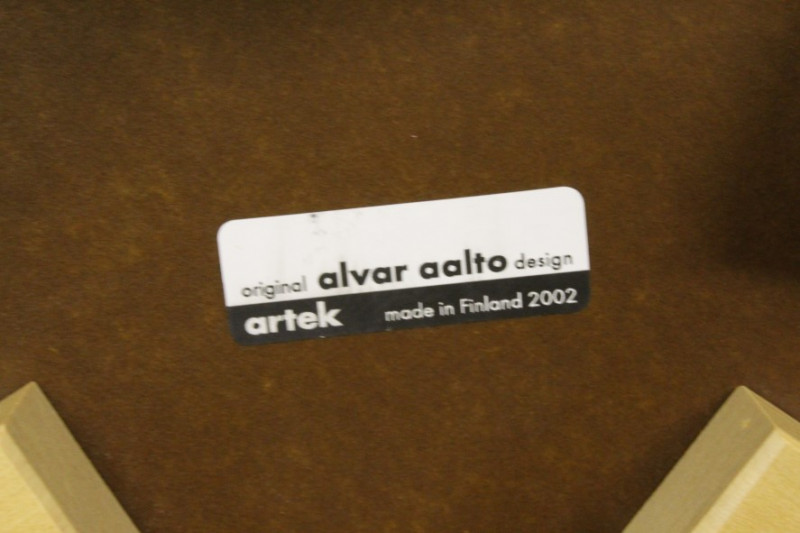 original alvar aalto design
artek made in Finland 2002